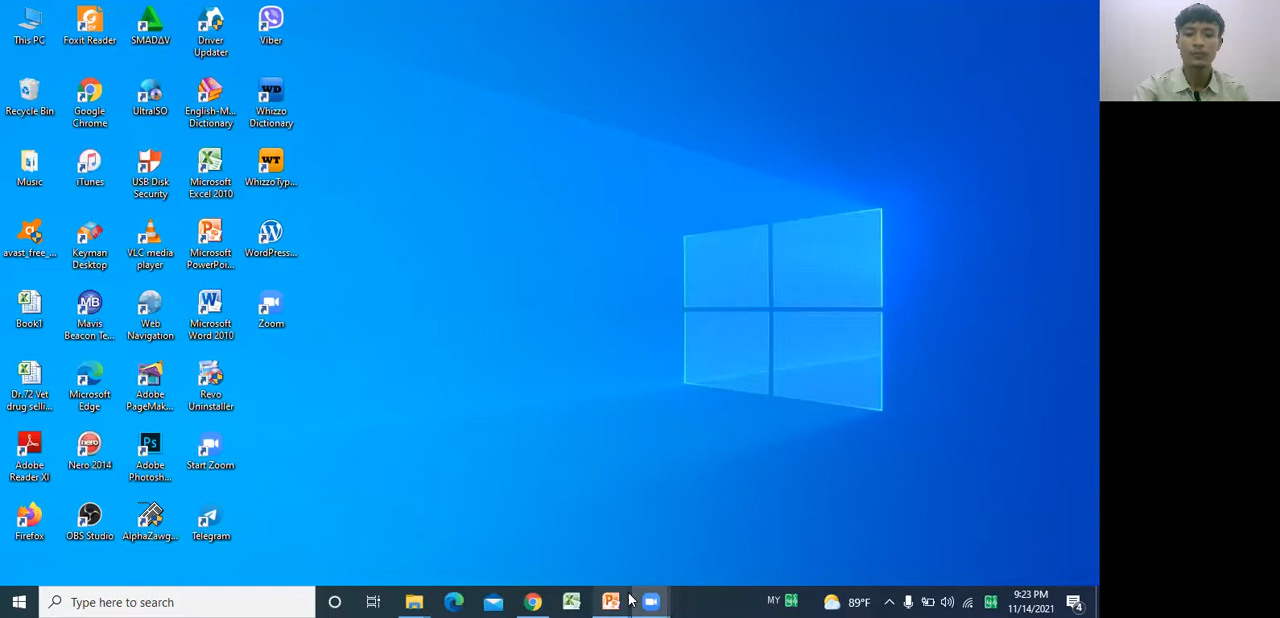 This PC
Foxit Reader
SMADΔV
Driver
Updater
Viber
Recycle Bin
Google
Chrome
UltraISO
English-M...
Dictionary
Whizzo
Dictionary
Music
iTunes
USB Disk
Security
Microsoft
Excel 2010
WhizzoTyp...
avast_free_...
Keyman
Desktop
VLC media
player
Microsoft
PowerPoi...
WordPress...
Book1
Mavis
Beacon Te...
Web
Navigation
Microsoft
Word 2010
Zoom
Dr.72 Vet
drug selli...
Microsoft
Edge
Adobe
PageMak...
Revo
Uninstaller
Adobe
Reader XI
Nero 2014
Adobe
Photosh...
Start Zoom
Firefox
OBS Studio
AlphaZawg...
Telegram
Type here to search
MY
89°F
9:23 PM
11/14/2021
4